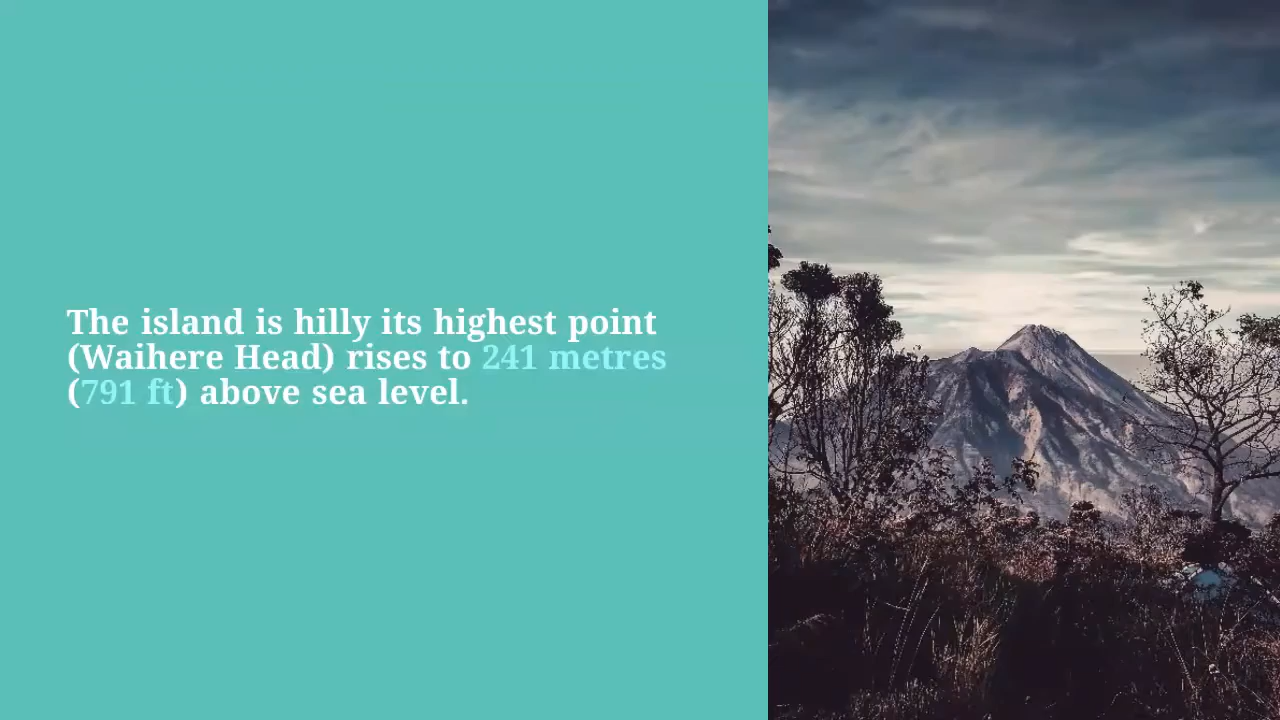 The island is hilly its highest point
(Waihere Head) rises to 241 metres
(791 ft) above sea level.